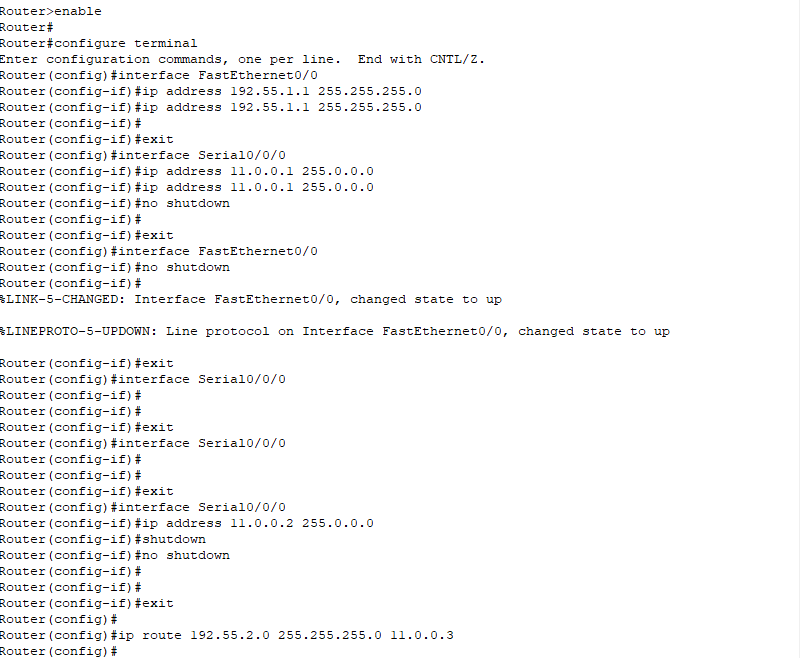 Router>enable
Router#
Router#configure terminal
Enter configuration commands, one per line.  End with CNTL/Z.
Router(config)#interface FastEthernet0/0
Router(config-if)#ip address 192.55.1.1 255.255.255.0
Router(config-if)#ip address 192.55.1.1 255.255.255.0
Router(config-if)#
Router(config-if)#exit
Router(config)#interface Serial0/0/0
Router(config-if)#ip address 11.0.0.1 255.0.0.0
Router(config-if)#ip address 11.0.0.1 255.0.0.0
Router(config-if)#no shutdown
Router(config-if)#
Router(config-if)#exit
Router(config)#interface FastEthernet0/0
Router(config-if)#no shutdown
Router(config-if)#
%LINK-5-CHANGED: Interface FastEthernet0/0, changed state to up
%LINEPROTO-5-UPDOWN: Line protocol on Interface FastEthernet0/0, changed state to up
Router(config-if)#exit
Router(config)#interface Serial0/0/0
Router(config-if)#
Router(config-if)#
Router(config-if)#exit
Router(config)#interface Serial0/0/0
Router(config-if)#
Router(config-if)#
Router(config-if)#exit
Router(config)#interface Serial0/0/0
Router(config-if)#ip address 11.0.0.2 255.0.0.0
Router(config-if)#shutdown
Router(config-if)#no shutdown
Router(config-if)#
Router(config-if)#
Router(config-if)#exit
Router(config)#
Router(config)#ip route 192.55.2.0 255.255.255.0 11.0.0.3
Router(config)#